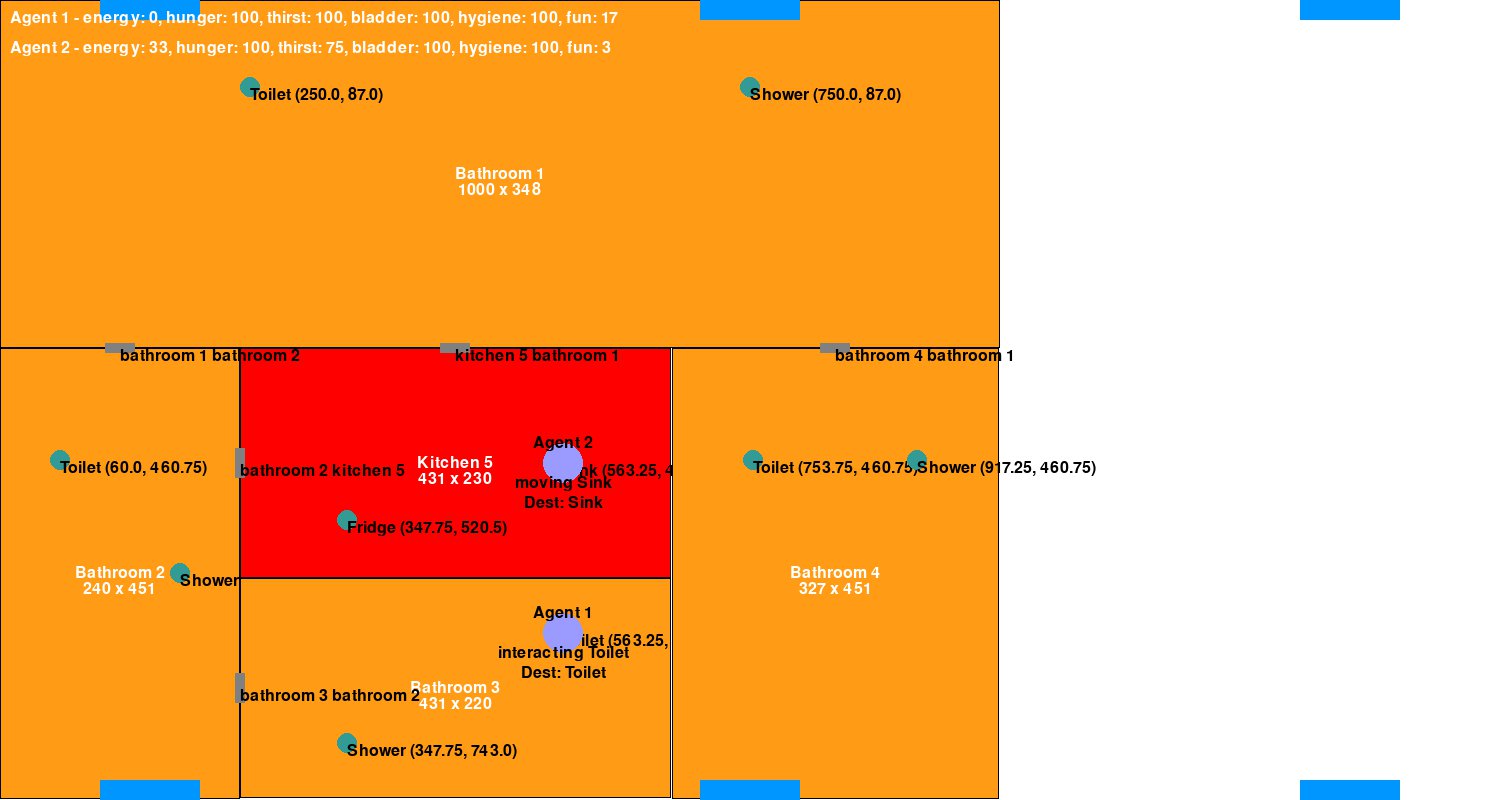 Agent 1 - energy: 0, hunger: 100, thirst: 100, bladder: 100, hygiene: 100, fun: 17
Agent 2 - energy: 33, hunger: 100, thirst: 75, bladder: 100, hygiene: 100, fun: 3
Toilet (250.0, 87.0)
Shower (750.0, 87.0)
Bathroom 1
1000 x 348
bathroom 1 bathroom 2
kitchen 5 bathroom 1
bathroom 4 bathroom 1
Agent 2
Toilet (60.0, 460.75)
bathroom 2 kitchen 5
Kitchen 5
431 x 230
(563.25, 4
moving Sink
Dest: Sink
Toilet (753.75, 460.75)
Shower (917.25, 460.75)
Fridge (347.75, 520.5)
Bathroom 2
240 x 451
Shower
Bathroom 4
327 x 451
Agent 1
(563.25,
interacting Toilet
Dest: Toilet
bathroom 3 bathroom 2
Bathroom 3
431 x 220
Shower (347.75, 743.0)